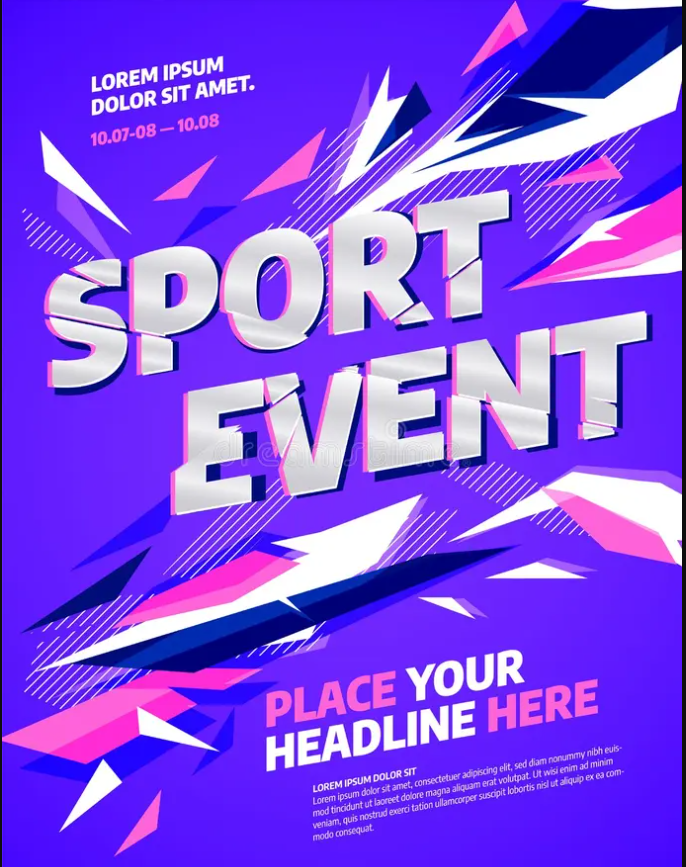 LOREM IPSUM
DOLOR SIT AMET.
10.07-08 — 10.08
SPORT
EVENT
dreamstime.
PLACE YOUR
HEADLINE HERE
LOREM IPSUM DOLOR SIT
Lorem ipsum dolor sit amet, consectetuer adipiscing elit, sed diam nonummy nibh euis-
mod tincidunt ut laoreet dolore magna aliquam erat volutpat. Ut wisi enim ad minim
veniam, quis nostrud exerci tation ullamcorper suscipit lobortis nisl ut aliquip ex ea com-
modo consequat.